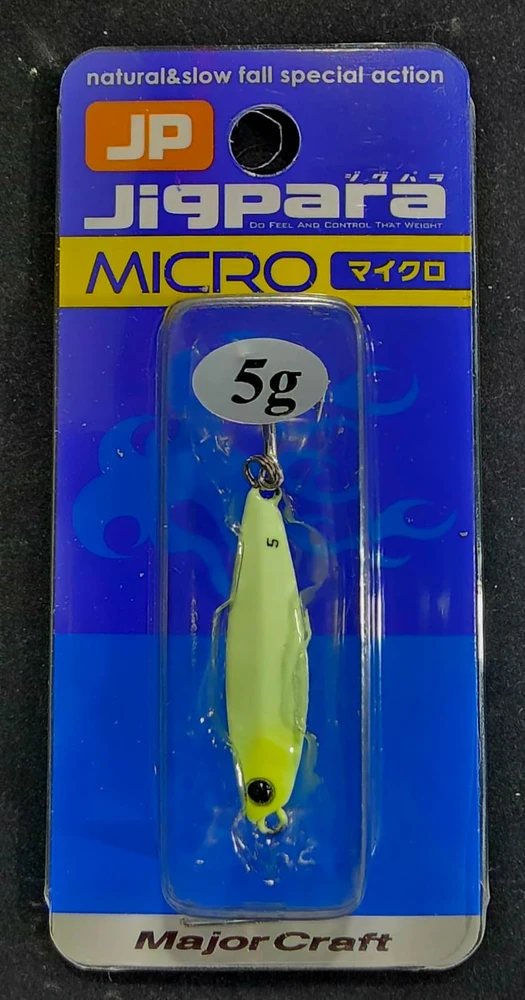 natural&slow fall special action
JP
ジグパラ
Jigpara
DO FEEL AND CONTROL THAT WEIGHT
MICRO マイクロ
5g
5
Major Craft